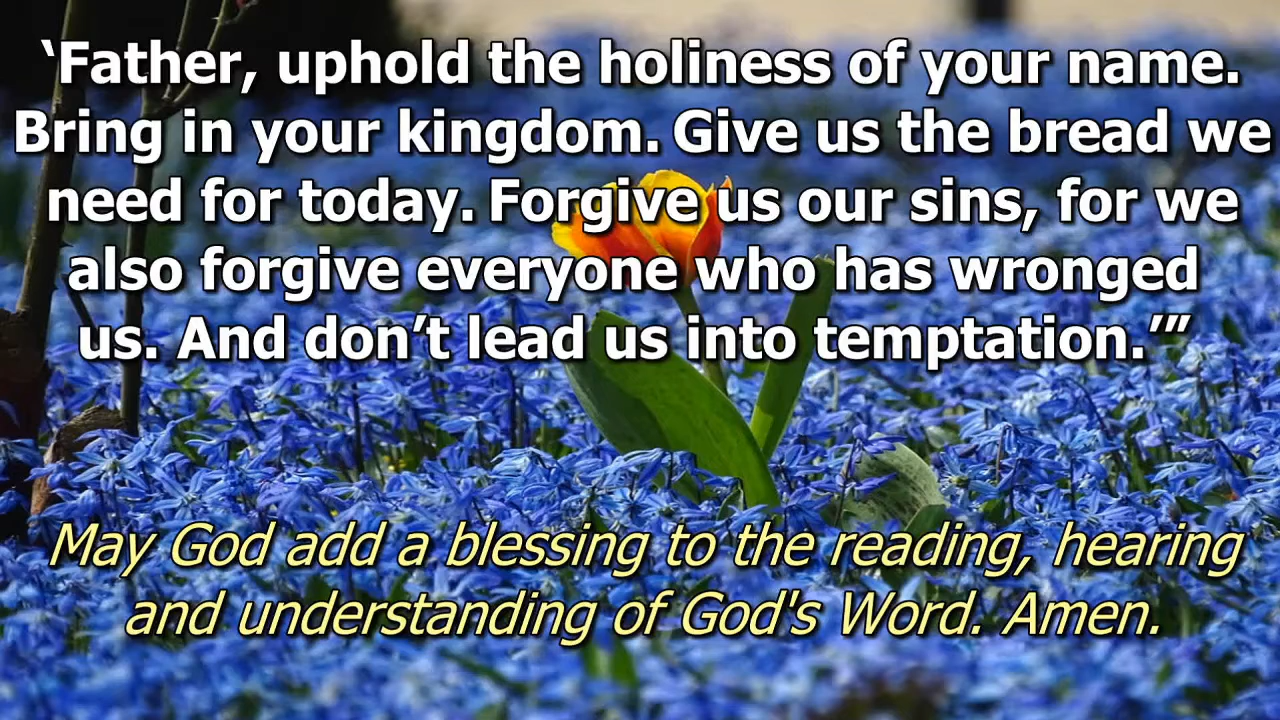 ‘Father, uphold the holiness of your name.
Bring in your kingdom. Give us the bread we
need for today. Forgive us our sins, for we
also forgive everyone who has wronged
us. And don’t lead us into temptation.’”
May God add a blessing to the reading, hearing
and understanding of God's Word. Amen.